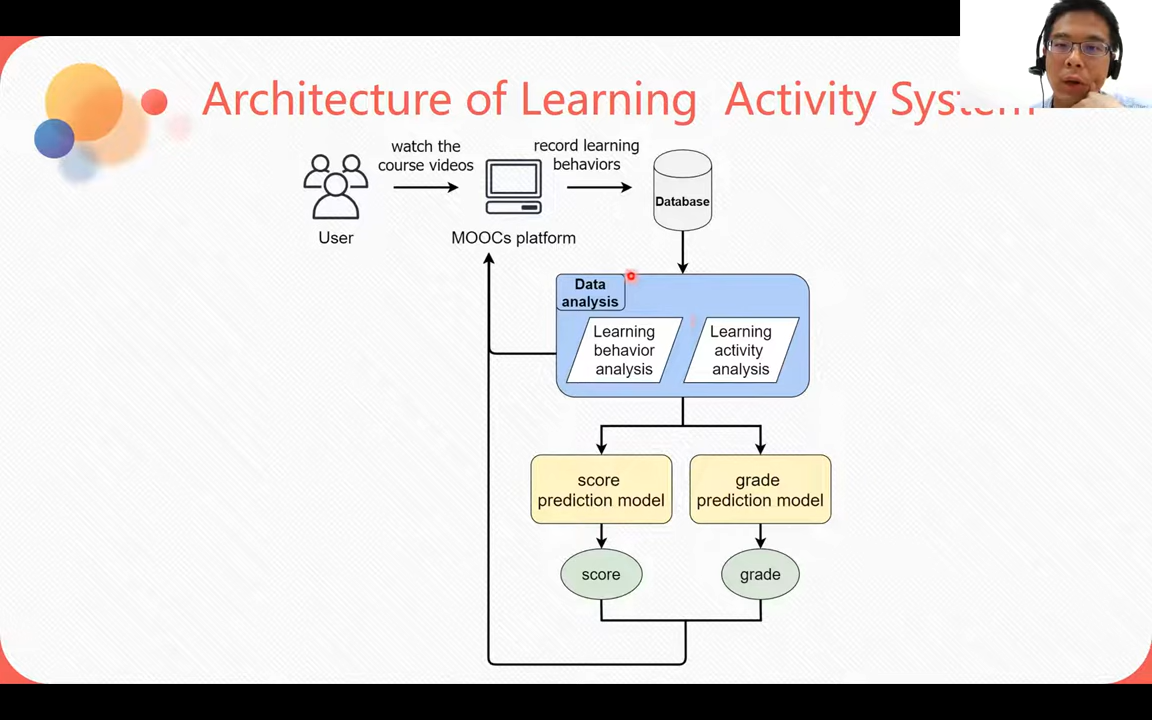 Architecture of Learning Activity System
watch the
course videos
record learning
behaviors
Database
User
MOOCs platform
Data
analysis
Learning
behavior
analysis
Learning
activity
analysis
score
prediction model
grade
prediction model
score
grade